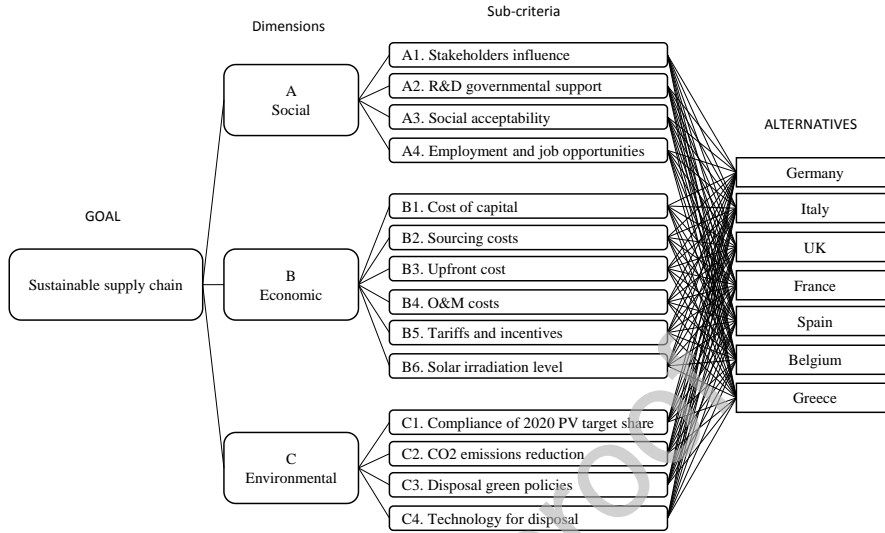 Sub-criteria
Dimensions
A1. Stakeholders influence
A
Social
A2. R&D governmental support
A3. Social acceptability
A4. Employment and job opportunities
ALTERNATIVES
Germany
GOAL
B1. Cost of capital
Italy
Sustainable supply chain
B
Economic
B2. Sourcing costs
UK
B3. Upfront cost
France
B4. O&M costs
Spain
B5. Tariffs and incentives
Belgium
B6. Solar irradiation level
Greece
C1. Compliance of 2020 PV target share
C
Environmental
C2. CO2 emissions reduction
C3. Disposal green policies
C4. Technology for disposal